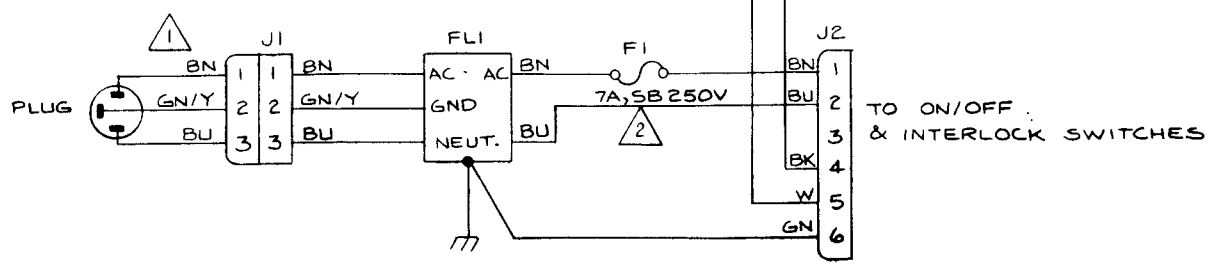 1
J1
FL1
F1
J2
BN
1
1
BN
AC · AC
BN
BN
1
PLUG
GN/Y
2
2
GN/Y
GND
7A, SB 250V
BU
2
TO ON/OFF
BU
3
3
BU
NEUT.
BU
2
3
& INTERLOCK SWITCHES
BK
4
W
5
GN
6